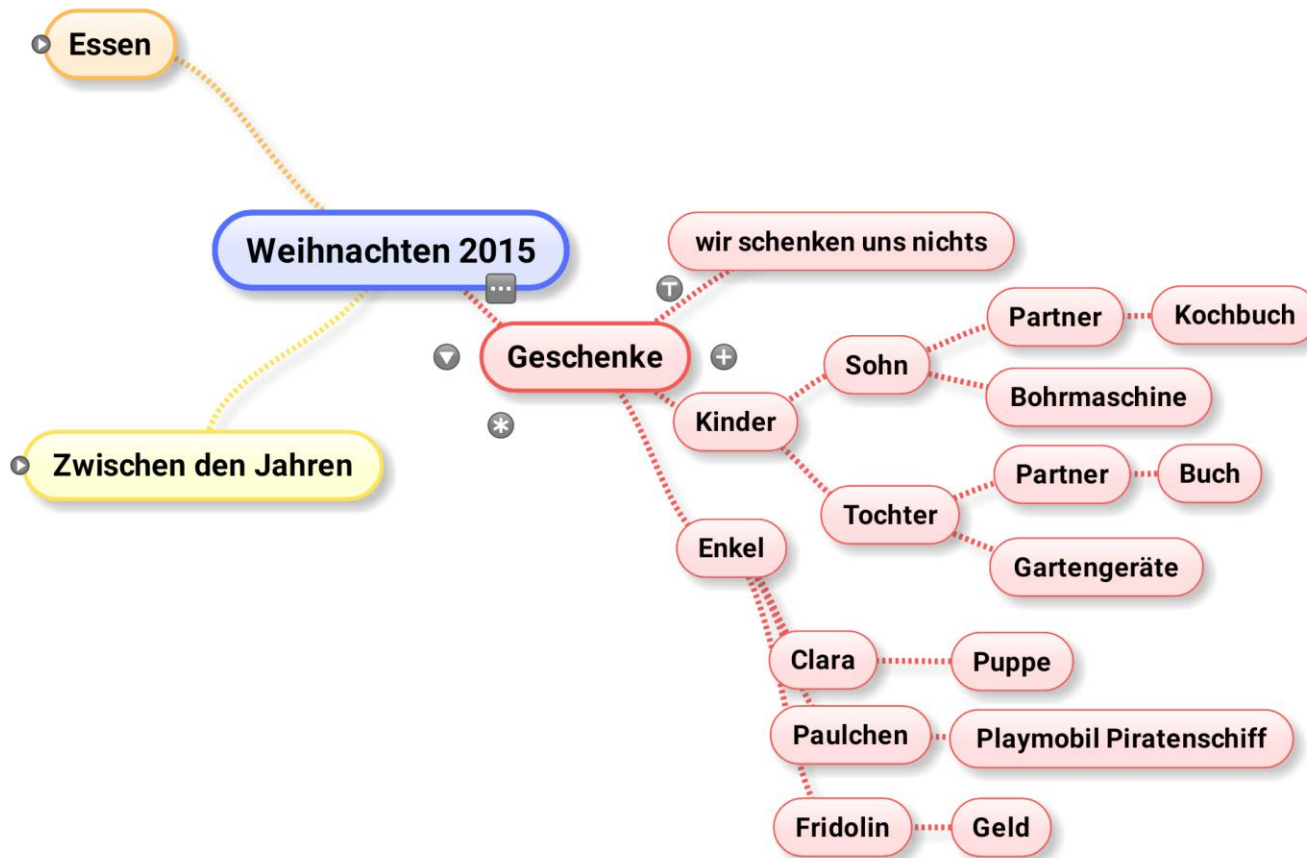 Essen
Weihnachten 2015
Zwischen den Jahren
Geschenke
wir schenken uns nichts
Kinder
Sohn
Partner
Kochbuch
Bohrmaschine
Tochter
Partner
Buch
Gartengeräte
Enkel
Clara
Puppe
Paulchen
Playmobil Piratenschiff
Fridolin
Geld